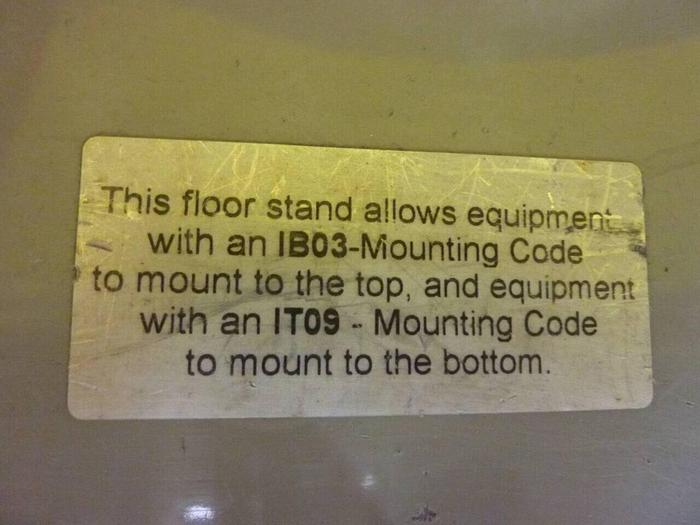 This floor stand allows equipment
with an IB03-Mounting Code
to mount to the top, and equipment
with an IT09 - Mounting Code
to mount to the bottom.